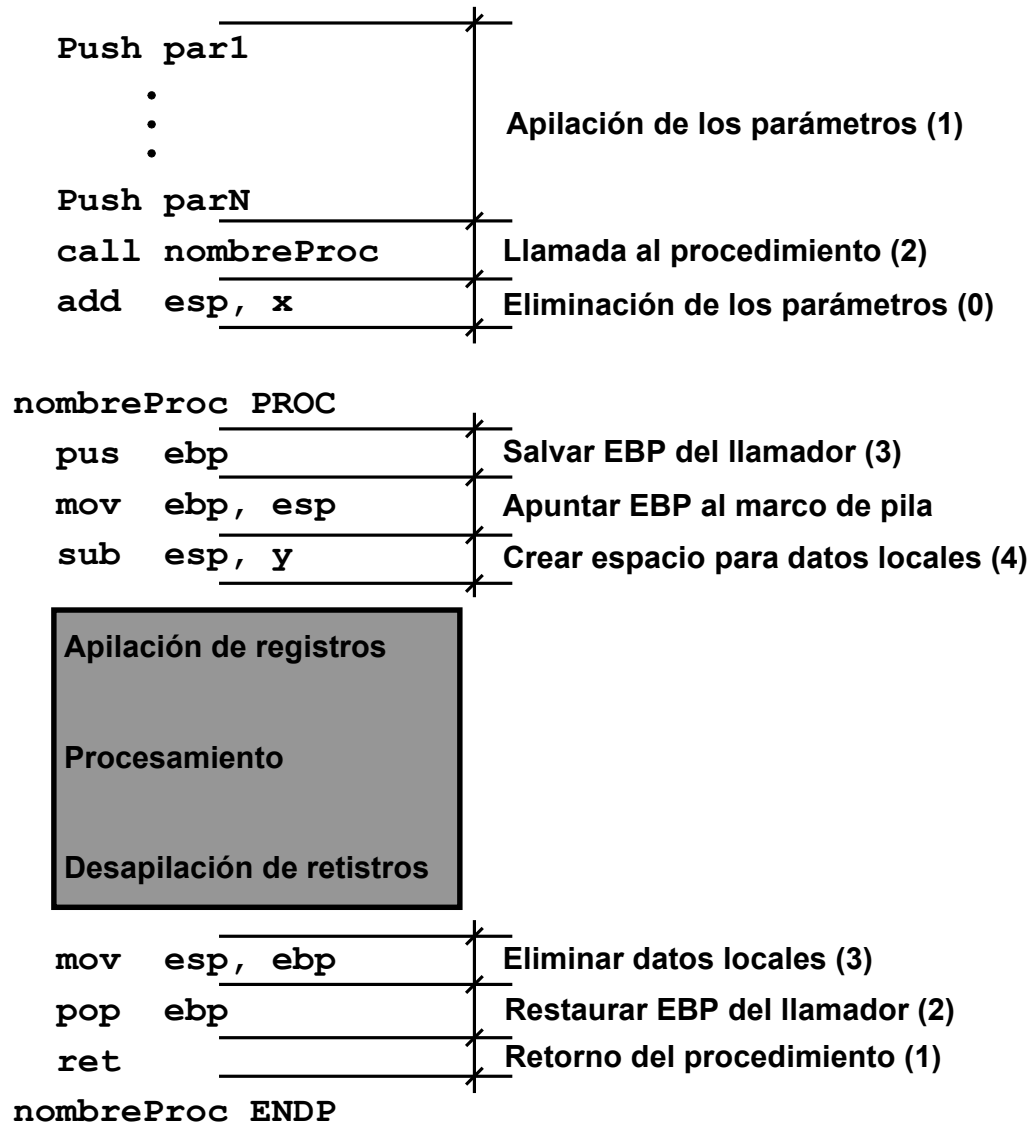 Push par1
Apilación de los parámetros (1)
Push parN
call nombreProc Llamada al procedimiento (2)
add esp, x Eliminación de los parámetros (0)
nombreProc PROC
pus ebp Salvar EBP del llamador (3)
mov ebp, esp Apuntar EBP al marco de pila
sub esp, y Crear espacio para datos locales (4)
Apilación de registros
Procesamiento
Desapilación de retistros
mov esp, ebp Eliminar datos locales (3)
pop ebp Restaurar EBP del llamador (2)
ret Retorno del procedimiento (1)
nombreProc ENDP